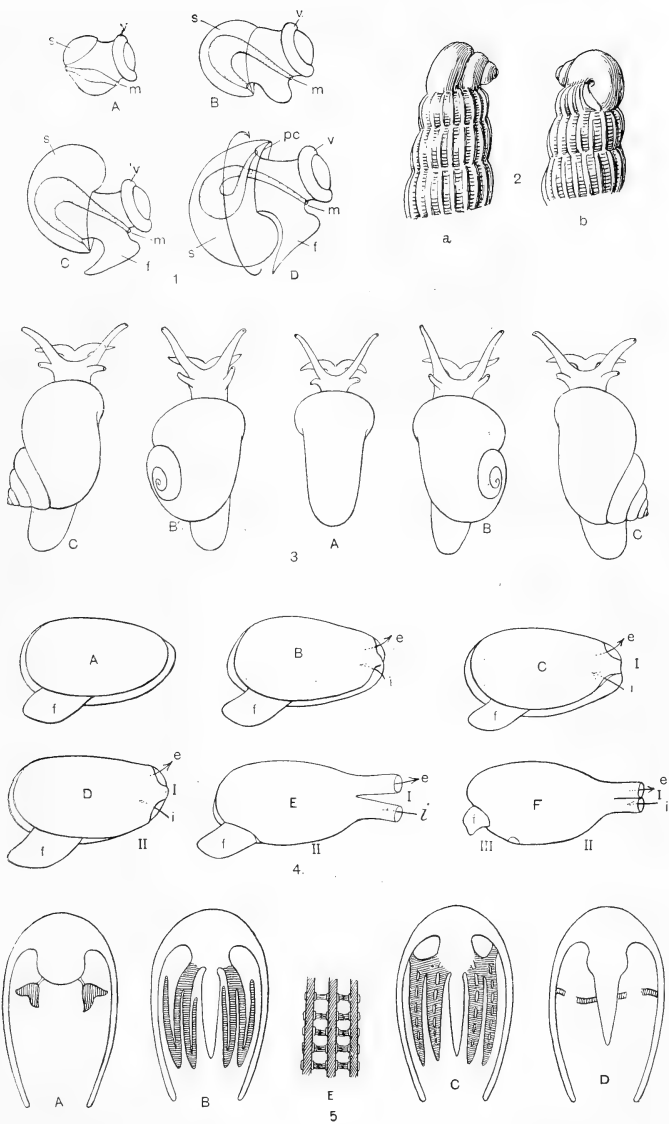 s v m
A
s v m
B
s v m f
C
pc v m f s
D
1
a
2
b
C
B'
A
B
C
3
A f
B e i f
C e I i f
D e I i f II
E e I i f II
F e I i i III II
4.
A
B
E
C
D
5